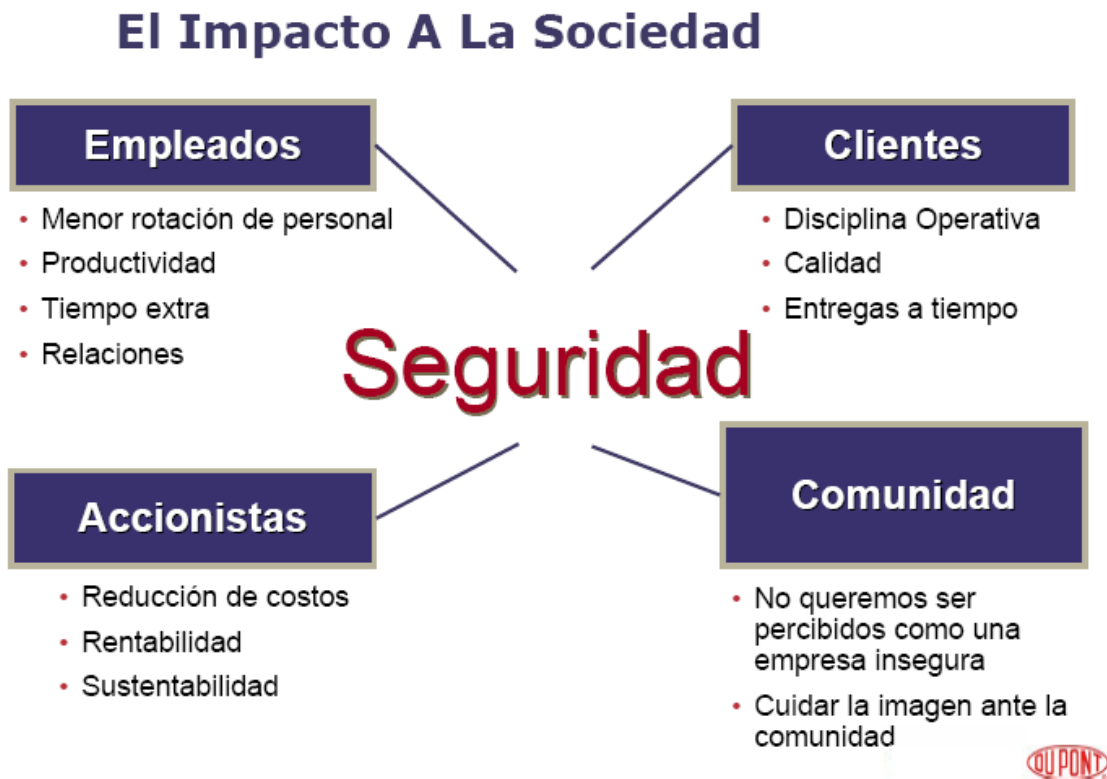 El Impacto A La Sociedad
Empleados
• Menor rotación de personal
• Productividad
• Tiempo extra
• Relaciones
Clientes
• Disciplina Operativa
• Calidad
• Entregas a tiempo
Seguridad
Accionistas
• Reducción de costos
• Rentabilidad
• Sustentabilidad
Comunidad
• No queremos ser
percibidos como una
empresa insegura
• Cuidar la imagen ante la
comunidad
DU PONT